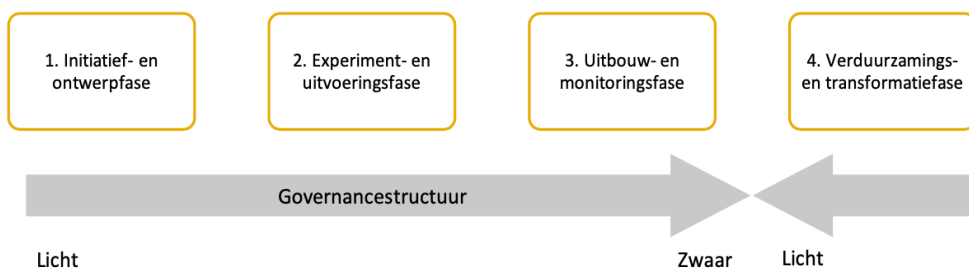 1. Initiatief- en
ontwerpfase
2. Experiment- en
uitvoeringsfase
3. Uitbouw- en
monitoringsfase
4. Verduurzamings-
en transformatiefase
Governancestructuur
Licht
Zwaar
Licht